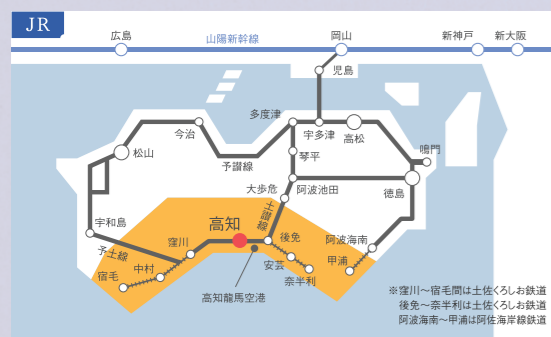 JR
広島
山陽新幹線
岡山
新神戸
新大阪
児島
多度津
今治
宇多津
高松
松山
予讃線
琴平
鳴門
大歩危
阿波池田
徳島
土讃線
宇和島
高知
予土線
窪川
後免
阿波海南
中村
安芸
甲浦
宿毛
奈半利
高知龍馬空港
※窪川～宿毛間は土佐くろしお鉄道
後免～奈半利は土佐くろしお鉄道
阿波海南～甲浦は阿佐海岸線鉄道